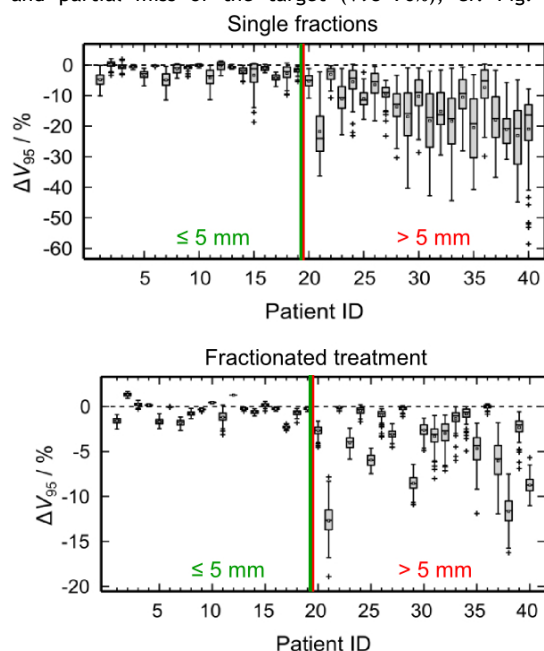 and partial miss of the target (V95<70%), cf. Fig.
Single fractions
0
-10
-20
-30
-40
-50
-60
ΔV95 / %
≤ 5 mm
> 5 mm
5 10 15 20 25 30 35 40
Patient ID
Fractionated treatment
0
-5
-10
-15
-20
ΔV95 / %
≤ 5 mm
> 5 mm
5 10 15 20 25 30 35 40
Patient ID